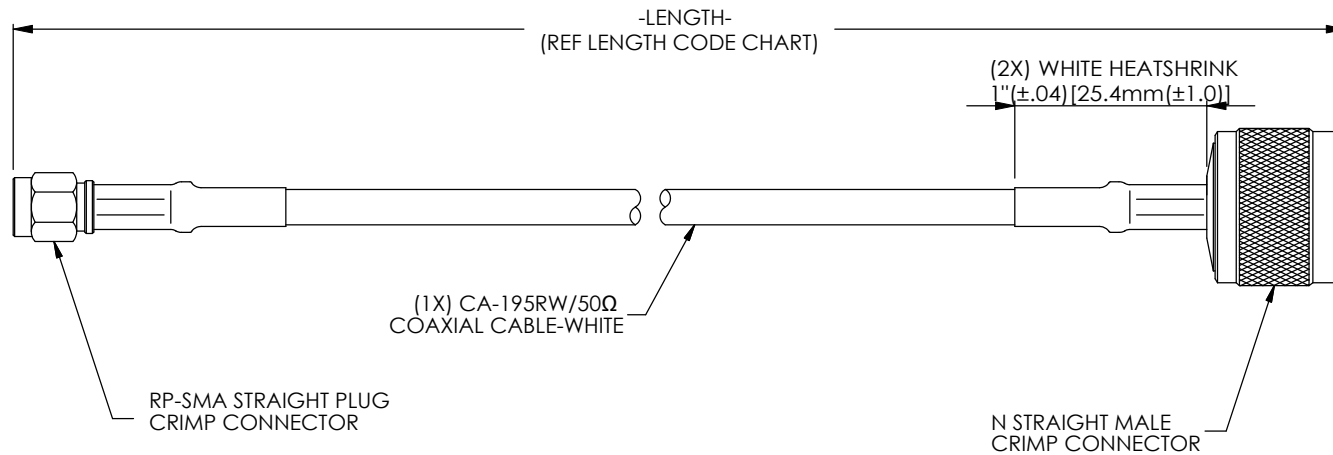 -LENGTH-
(REF LENGTH CODE CHART)
(2X) WHITE HEATSHRINK
1"(±.04)[25.4mm(±1.0)]
(1X) CA-195RW/50Ω
COAXIAL CABLE-WHITE
RP-SMA STRAIGHT PLUG
CRIMP CONNECTOR
N STRAIGHT MALE
CRIMP CONNECTOR